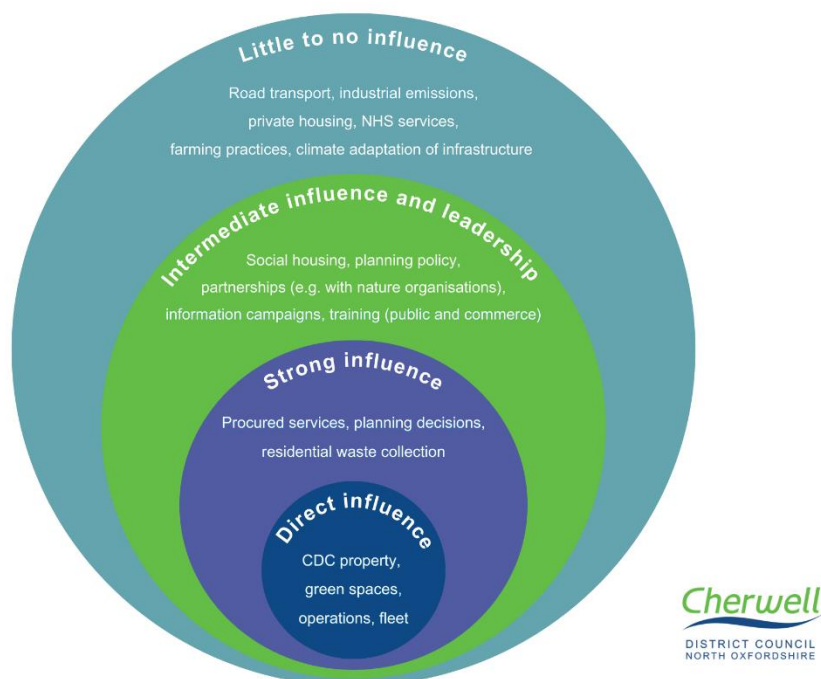 Little to no influence
Road transport, industrial emissions,
private housing, NHS services,
farming practices, climate adaptation of infrastructure
Intermediate influence and leadership
Social housing, planning policy,
partnerships (e.g. with nature organisations),
information campaigns, training (public and commerce)
Strong influence
Procured services, planning decisions,
residential waste collection
Direct influence
CDC property,
green spaces,
operations, fleet
Cherwell
DISTRICT COUNCIL
NORTH OXFORDSHIRE